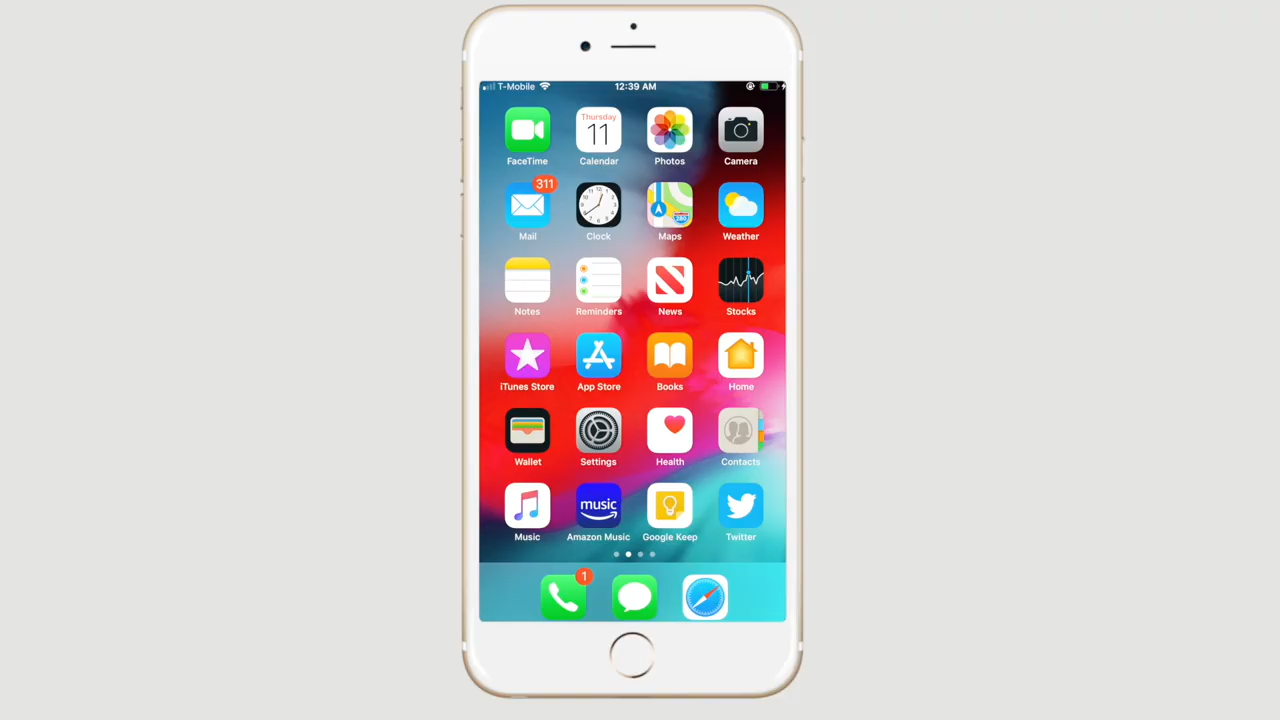 T-Mobile 12:39 AM
Thursday
11
FaceTime Calendar Photos Camera
311
280
Mail Clock Maps Weather
Notes Reminders News Stocks
iTunes Store App Store Books Home
Wallet Settings Health Contacts
music
Music Amazon Music Google Keep Twitter
1